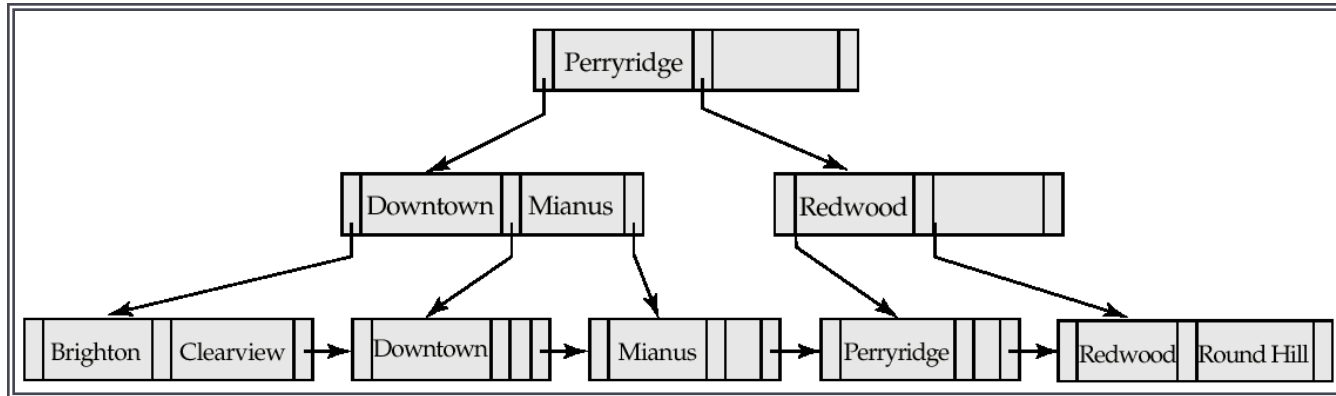 Perryridge
Downtown Mianus
Redwood
Brighton Clearview
Downtown
Mianus
Perryridge
Redwood Round Hill